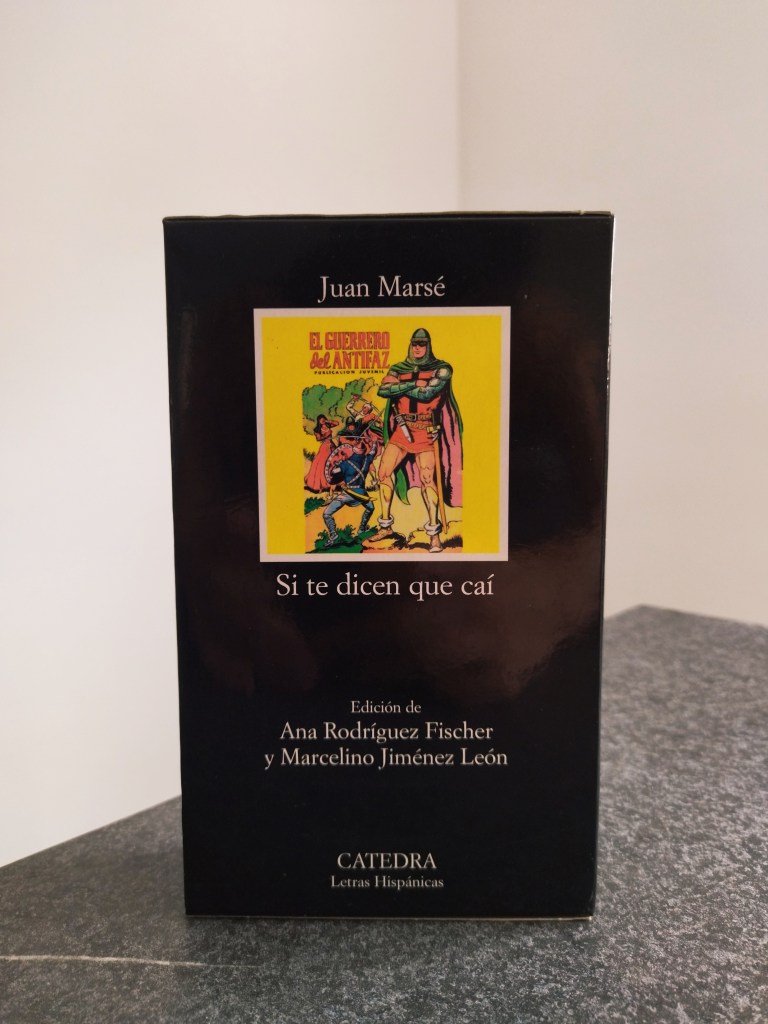 Juan Marsé
EL GUERRERO
del ANTIFAZ
PUBLICACION JUVENIL
Si te dicen que caí
Edición de
Ana Rodríguez Fischer
y Marcelino Jiménez León
CATEDRA
Letras Hispánicas